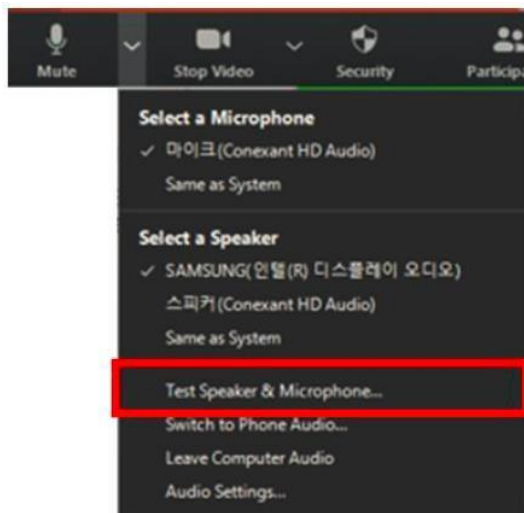 Mute
Stop Video
Security
Select a Microphone
✓ 마이크(Conexant HD Audio)
Same as System
Select a Speaker
✓ SAMSUNG(인텔(R) 디스플레이 오디오)
스피커(Conexant HD Audio)
Same as System
Test Speaker & Microphone...
Switch to Phone Audio...
Leave Computer Audio
Audio Settings...